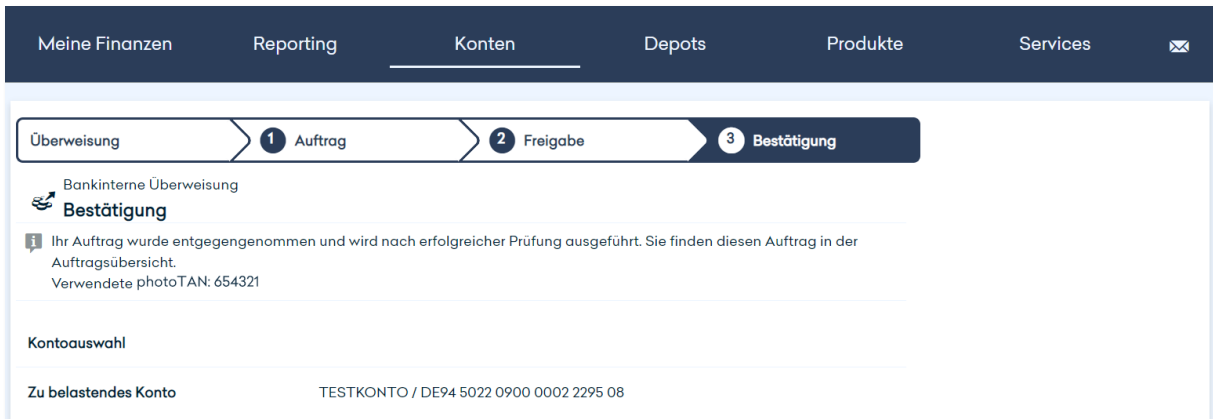 Meine Finanzen Reporting Konten Depots Produkte Services
Überweisung 1 Auftrag 2 Freigabe 3 Bestätigung
Bankinterne Überweisung
Bestätigung
Ihr Auftrag wurde entgegengenommen und wird nach erfolgreicher Prüfung ausgeführt. Sie finden diesen Auftrag in der
Auftragsübersicht.
Verwendete photoTAN: 654321
Kontoauswahl
Zu belastendes Konto TESTKONTO / DE94 5022 0900 0002 2295 08